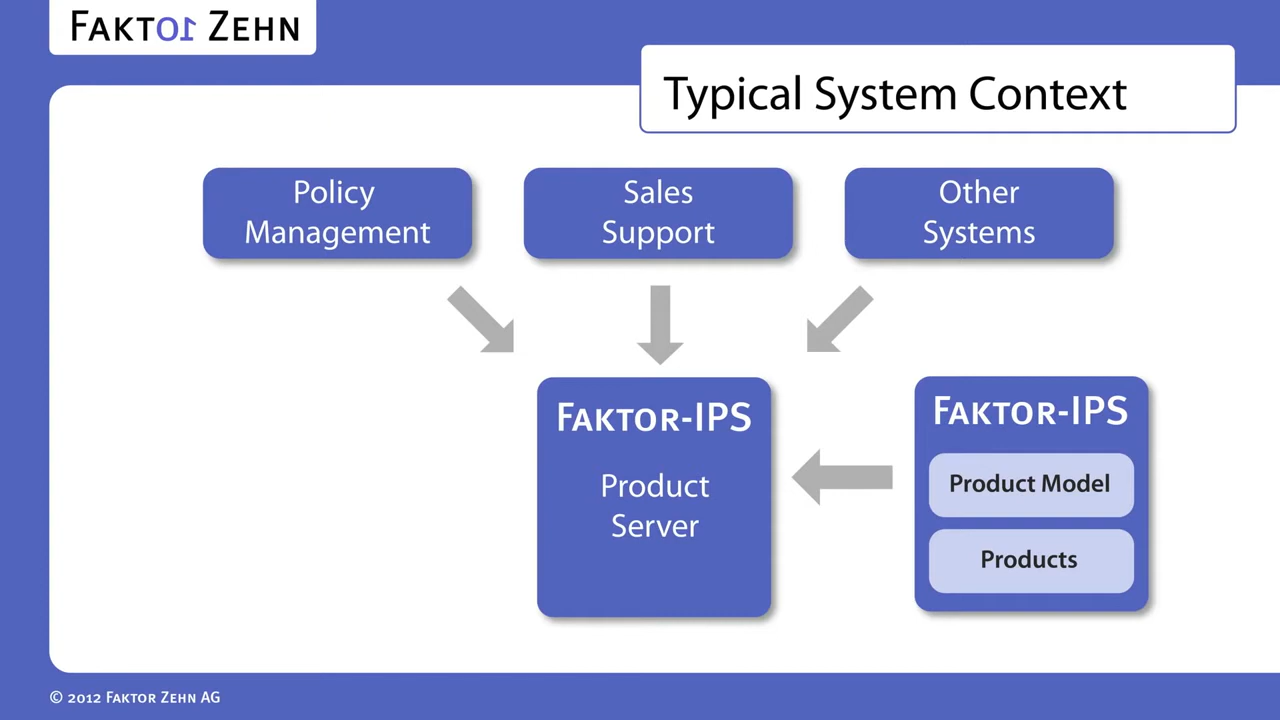 FAKTOR ZEHN
Typical System Context
Policy
Management
Sales
Support
Other
Systems
FAKTOR-IPS
Product
Server
FAKTOR-IPS
Product Model
Products
© 2012 FAKTOR ZEHN AG